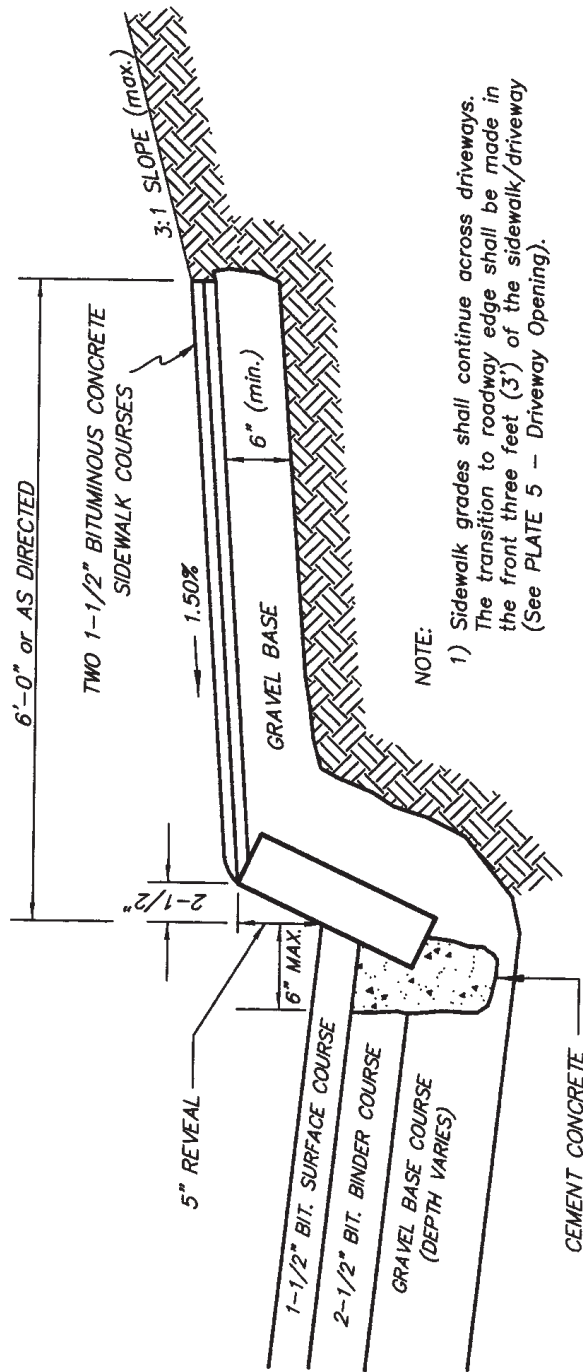 3:1 SLOPE (max.)
6'-0" or AS DIRECTED
TWO 1-1/2" BITUMINOUS CONCRETE
SIDEWALK COURSES
1.50%
6" (min.)
GRAVEL BASE
2-1/2"
6" MAX.
5" REVEAL
1-1/2" BIT. SURFACE COURSE
2-1/2" BIT. BINDER COURSE
GRAVEL BASE COURSE
(DEPTH VARIES)
CEMENT CONCRETE
NOTE:
1) Sidewalk grades shall continue across driveways.
The transition to roadway edge shall be made in
the front three feet (3') of the sidewalk/driveway
(See PLATE 5 – Driveway Opening).